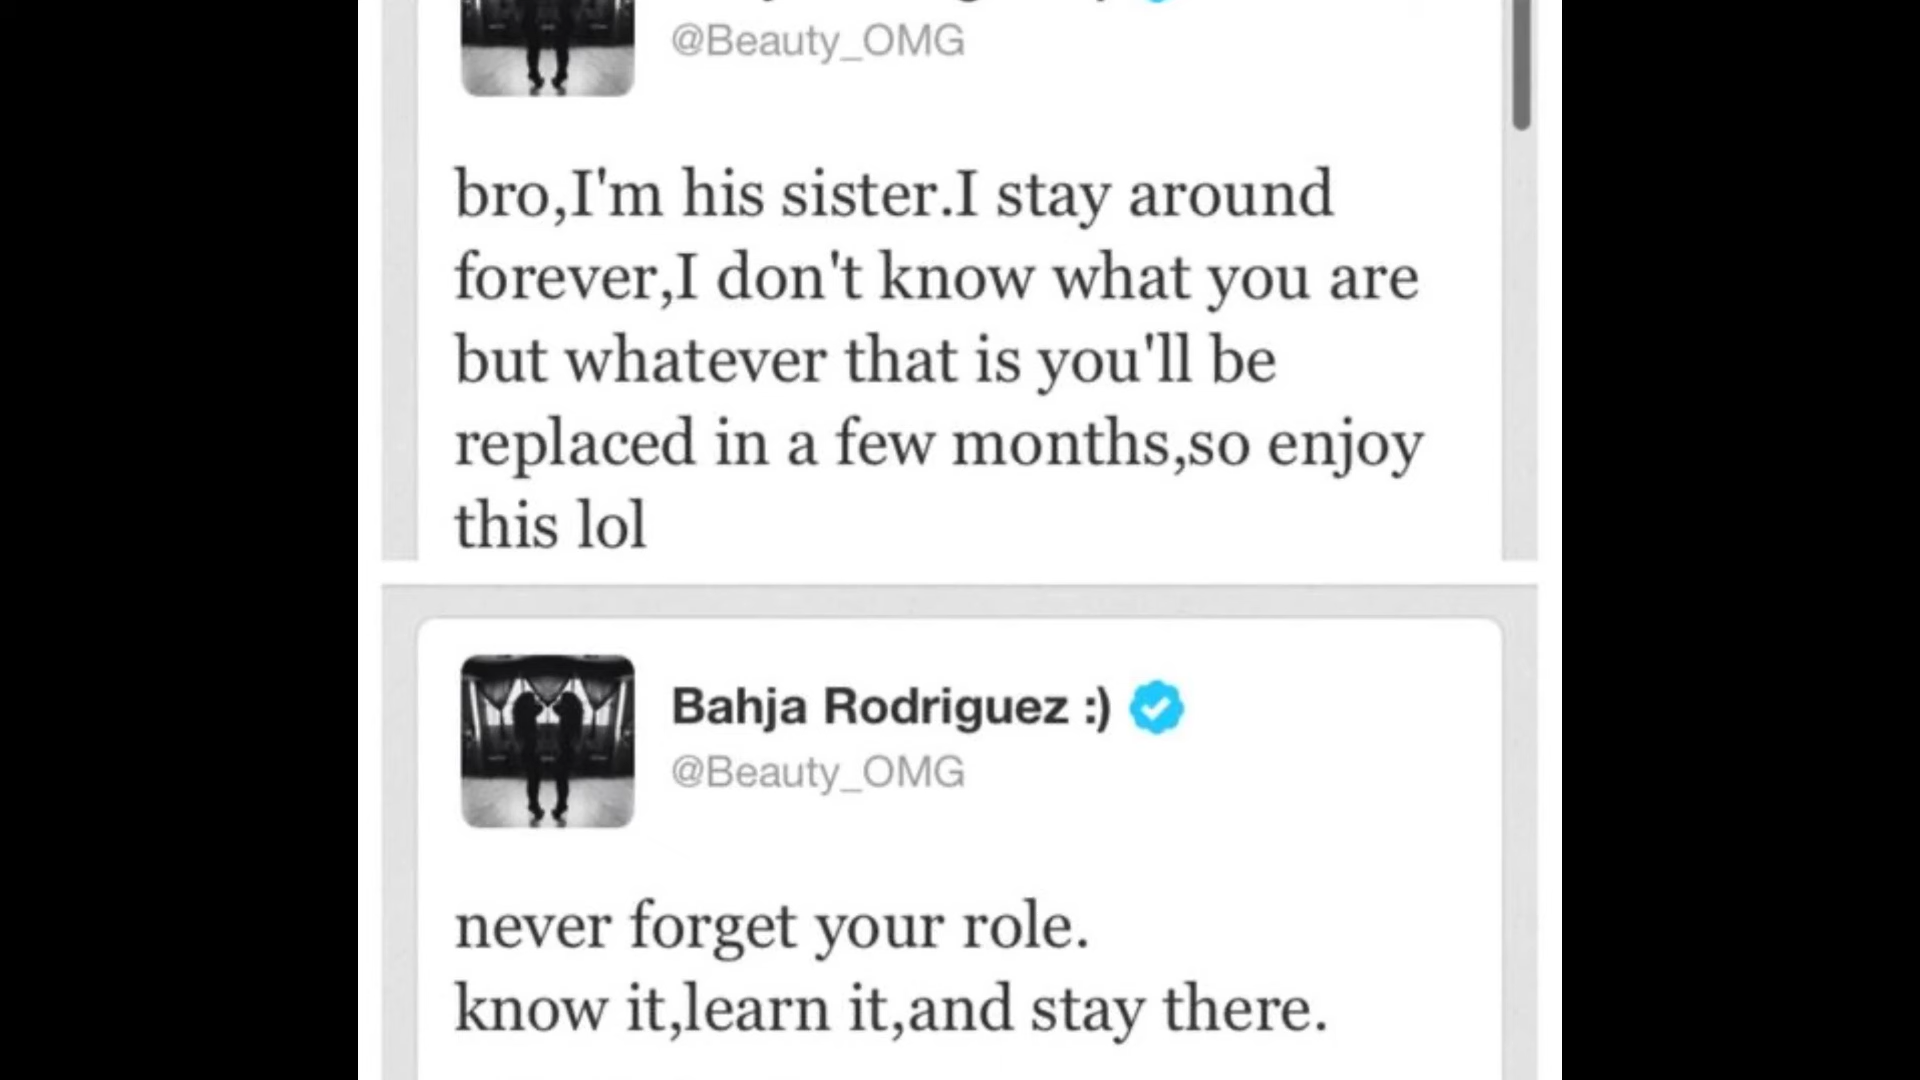 @Beauty_OMG
bro,I'm his sister.I stay around
forever,I don't know what you are
but whatever that is you'll be
replaced in a few months,so enjoy
this lol
Bahja Rodriguez :)
@Beauty_OMG
never forget your role.
know it,learn it,and stay there.